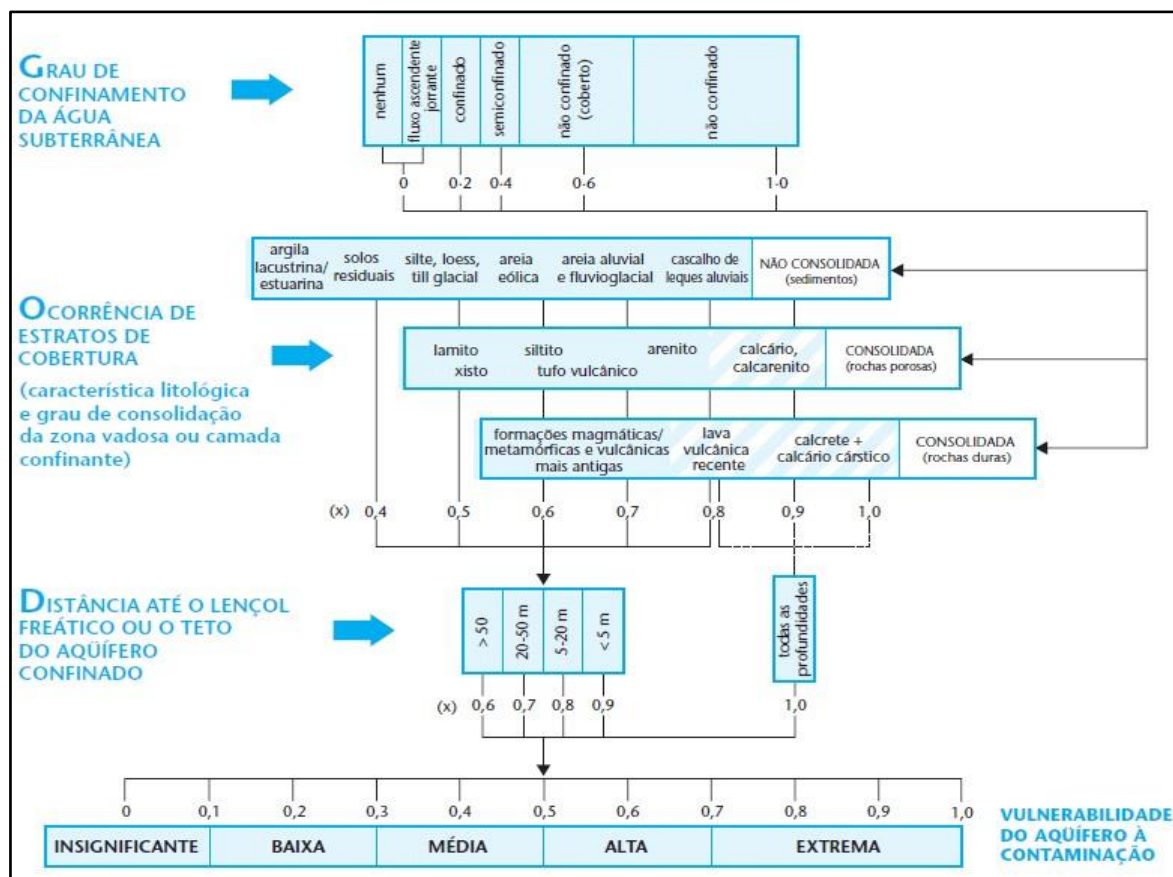 GRAU DE
CONFINAMENTO
DA ÁGUA
SUBTERRÂNEA
nenhum
fluxo ascendente
jorrante
confinado
semiconfinado
não confinado
(coberto)
não confinado
0 0-2 0-4 0-6 1-0
OCORRÊNCIA DE
ESTRATOS DE
COBERTURA
(característica litológica
e grau de consolidação
da zona vadosa ou camada
confinante)
argila
lacustrina/
estuarina
solos
residuais
silte, loess,
till glacial
areia
eólica
areia aluvial
e fluvioglacial
cascalho de
leques aluviais
NÃO CONSOLIDADA
(sedimentos)
lamito
xisto
siltito
tufo vulcânico
arenito
calcário,
calcarenito
CONSOLIDADA
(rochas porosas)
formações magmáticas/
metamórficas e vulcânicas
mais antigas
lava
vulcânica
recente
calcrete +
calcário cárstico
CONSOLIDADA
(rochas duras)
(x) 0,4 0,5 0,6 0,7 0,8 0,9 1,0
DISTÂNCIA ATÉ O LENÇOL
FREÁTICO OU O TETO
DO AQÜÍFERO
CONFINADO
> 50
20-50 m
5-20 m
< 5 m
todas as
profundidades
(x) 0,6 0,7 0,8 0,9 1,0
0 0,1 0,2 0,3 0,4 0,5 0,6 0,7 0,8 0,9 1,0
INSIGNIFICANTE BAIXA MÉDIA ALTA EXTREMA
VULNERABILIDADE
DO AQÜÍFERO À
CONTAMINAÇÃO